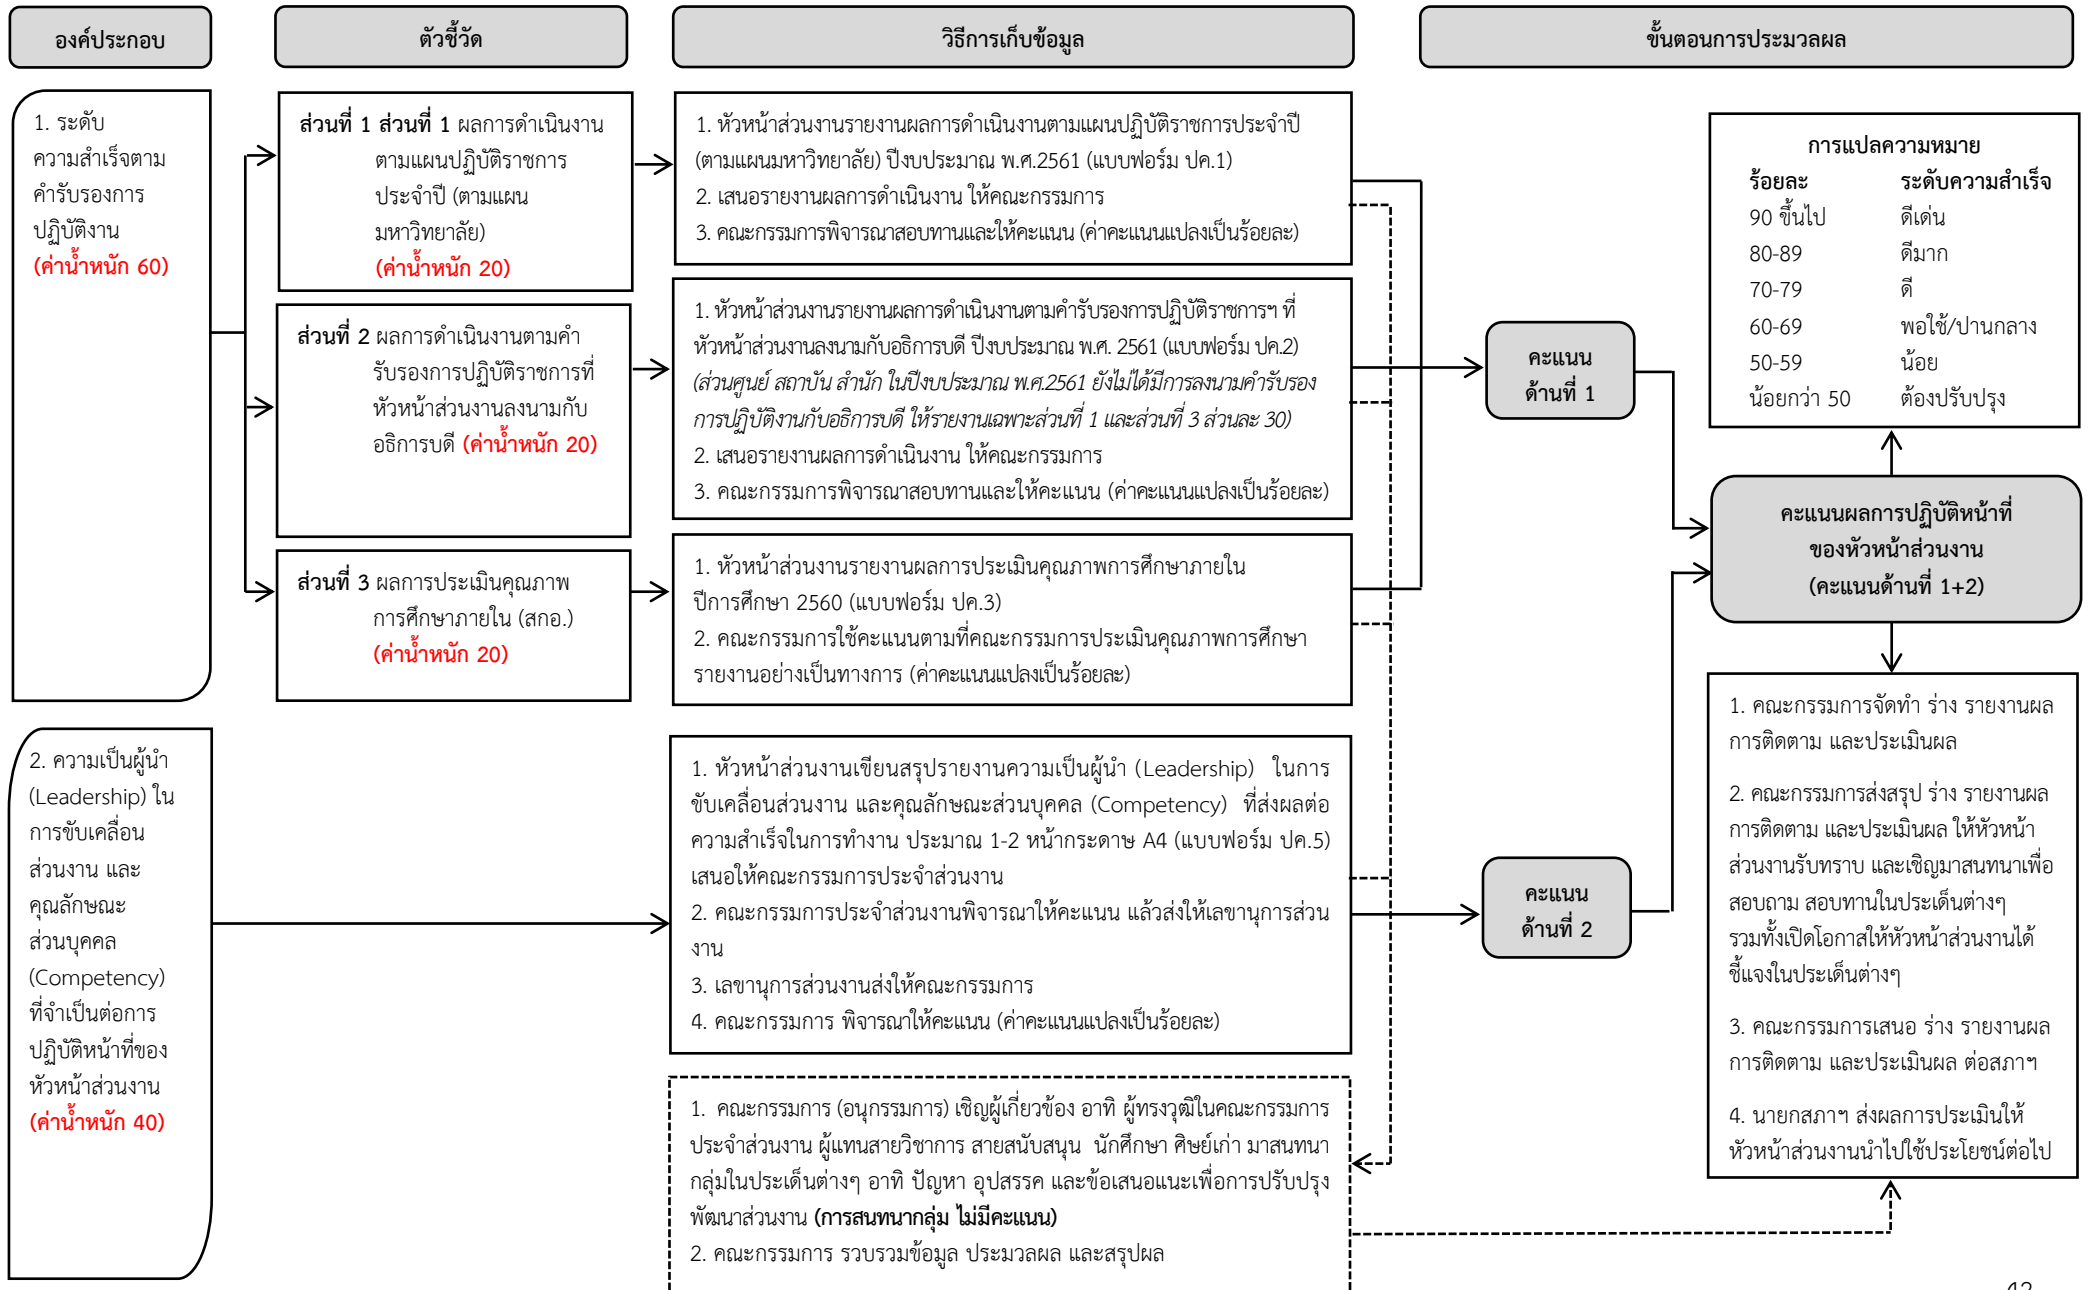 องค์ประกอบ
ตัวชี้วัด
วิธีการเก็บข้อมูล
ขั้นตอนการประมวลผล
1. ระดับ
ความสำเร็จตาม
คำรับรองการ
ปฏิบัติงาน
(ค่าน้ำหนัก 60)
ส่วนที่ 1 ส่วนที่ 1 ผลการดำเนินงาน
ตามแผนปฏิบัติราชการ
ประจำปี (ตามแผน
มหาวิทยาลัย)
(ค่าน้ำหนัก 20)
1. หัวหน้าส่วนงานรายงานผลการดำเนินงานตามแผนปฏิบัติราชการประจำปี
(ตามแผนมหาวิทยาลัย) ปีงบประมาณ พ.ศ.2561 (แบบฟอร์ม ปค.1)
2. เสนอรายงานผลการดำเนินงาน ให้คณะกรรมการ
3. คณะกรรมการพิจารณาสอบทานและให้คะแนน (ค่าคะแนนแปลงเป็นร้อยละ)
ส่วนที่ 2 ผลการดำเนินงานตามคำ
รับรองการปฏิบัติราชการที่
หัวหน้าส่วนงานลงนามกับ
อธิการบดี (ค่าน้ำหนัก 20)
1. หัวหน้าส่วนงานรายงานผลการดำเนินงานตามคำรับรองการปฏิบัติราชการฯ ที่
หัวหน้าส่วนงานลงนามกับอธิการบดี ปีงบประมาณ พ.ศ. 2561 (แบบฟอร์ม ปค.2)
(ส่วนศูนย์ สถาบัน สำนัก ในปีงบประมาณ พ.ศ.2561 ยังไม่ได้มีการลงนามคำรับรอง
การปฏิบัติงานกับอธิการบดี ให้รายงานเฉพาะส่วนที่ 1 และส่วนที่ 3 ส่วนละ 30)
2. เสนอรายงานผลการดำเนินงาน ให้คณะกรรมการ
3. คณะกรรมการพิจารณาสอบทานและให้คะแนน (ค่าคะแนนแปลงเป็นร้อยละ)
ส่วนที่ 3 ผลการประเมินคุณภาพ
การศึกษาภายใน (สกอ.)
(ค่าน้ำหนัก 20)
1. หัวหน้าส่วนงานรายงานผลการประเมินคุณภาพการศึกษาภายใน
ปีการศึกษา 2560 (แบบฟอร์ม ปค.3)
2. คณะกรรมการใช้คะแนนตามที่คณะกรรมการประเมินคุณภาพการศึกษา
รายงานอย่างเป็นทางการ (ค่าคะแนนแปลงเป็นร้อยละ)
คะแนน
ด้านที่ 1
การแปลความหมาย
ร้อยละ ระดับความสำเร็จ
90 ขึ้นไป ดีเด่น
80-89 ดีมาก
70-79 ดี
60-69 พอใช้/ปานกลาง
50-59 น้อย
น้อยกว่า 50 ต้องปรับปรุง
คะแนนผลการปฏิบัติหน้าที่
ของหัวหน้าส่วนงาน
(คะแนนด้านที่ 1+2)
2. ความเป็นผู้นำ
(Leadership) ใน
การขับเคลื่อน
ส่วนงาน และ
คุณลักษณะ
ส่วนบุคคล
(Competency)
ที่จำเป็นต่อการ
ปฏิบัติหน้าที่ของ
หัวหน้าส่วนงาน
(ค่าน้ำหนัก 40)
1. หัวหน้าส่วนงานเขียนสรุปรายงานความเป็นผู้นำ (Leadership) ในการ
ขับเคลื่อนส่วนงาน และคุณลักษณะส่วนบุคคล (Competency) ที่ส่งผลต่อ
ความสำเร็จในการทำงาน ประมาณ 1-2 หน้ากระดาษ A4 (แบบฟอร์ม ปค.5)
เสนอให้คณะกรรมการประจำส่วนงาน
2. คณะกรรมการประจำส่วนงานพิจารณาให้คะแนน แล้วส่งให้เลขานุการส่วน
งาน
3. เลขานุการส่วนงานส่งให้คณะกรรมการ
4. คณะกรรมการ พิจารณาให้คะแนน (ค่าคะแนนแปลงเป็นร้อยละ)
คะแนน
ด้านที่ 2
1. คณะกรรมการจัดทำ ร่าง รายงานผล
การติดตาม และประเมินผล
2. คณะกรรมการส่งสรุป ร่าง รายงานผล
การติดตาม และประเมินผล ให้หัวหน้า
ส่วนงานรับทราบ และเชิญมาสนทนาเพื่อ
สอบถาม สอบทานในประเด็นต่างๆ
รวมทั้งเปิดโอกาสให้หัวหน้าส่วนงานได้
ชี้แจงในประเด็นต่างๆ
3. คณะกรรมการเสนอ ร่าง รายงานผล
การติดตาม และประเมินผล ต่อสภาฯ
4. นายกสภาฯ ส่งผลการประเมินให้
หัวหน้าส่วนงานนำไปใช้ประโยชน์ต่อไป
1. คณะกรรมการ (อนุกรรมการ) เชิญผู้เกี่ยวข้อง อาทิ ผู้ทรงวุฒิในคณะกรรมการ
ประจำส่วนงาน ผู้แทนสายวิชาการ สายสนับสนุน นักศึกษา ศิษย์เก่า มาสนทนา
กลุ่มในประเด็นต่างๆ อาทิ ปัญหา อุปสรรค และข้อเสนอแนะเพื่อการปรับปรุง
พัฒนาส่วนงาน (การสนทนากลุ่ม ไม่มีคะแนน)
2. คณะกรรมการ รวบรวมข้อมูล ประมวลผล และสรุปผล